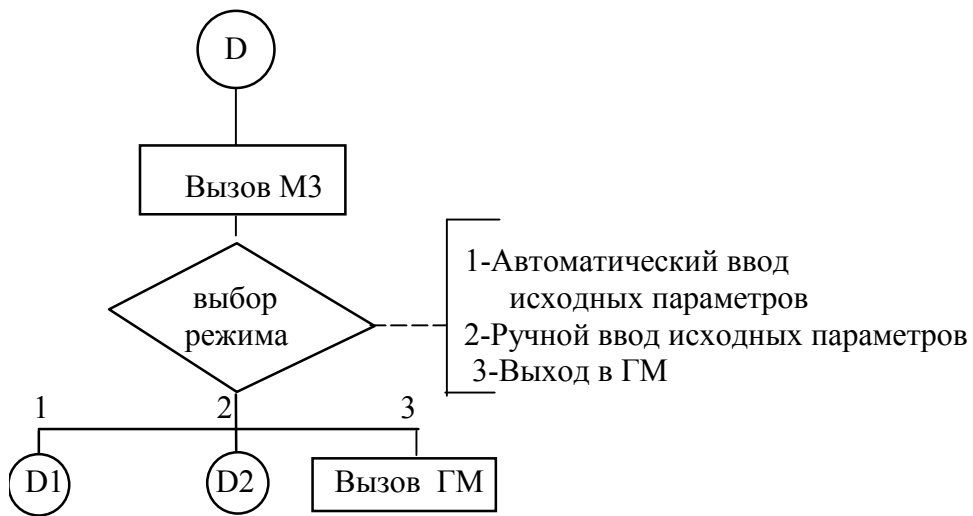 D
Вызов М3
выбор
режима
1-Автоматический ввод
исходных параметров
2-Ручной ввод исходных параметров
3-Выход в ГМ
1 2 3
D1 D2 Вызов ГМ